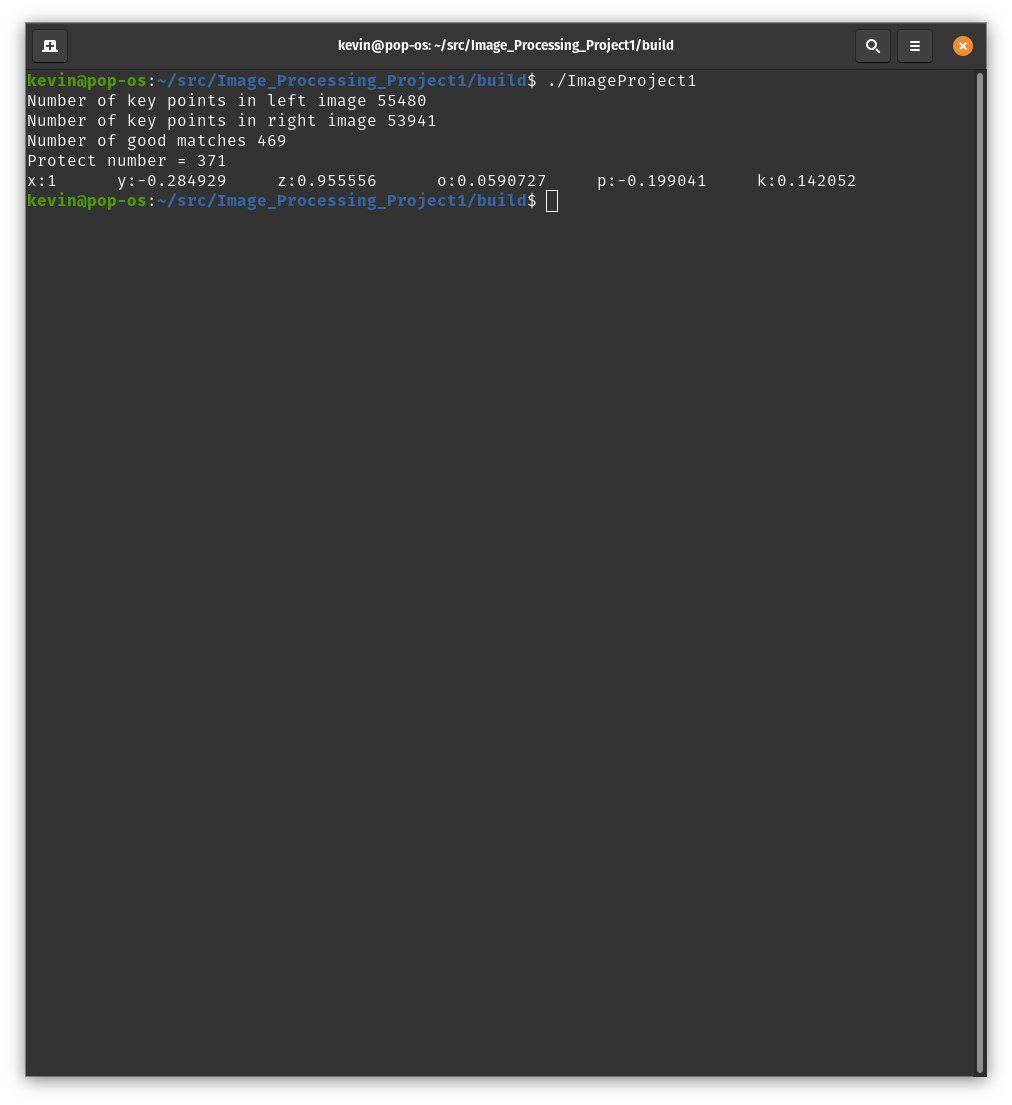 kevin@pop-os: ~/src/Image_Processing_Project1/build
kevin@pop-os:~/src/Image_Processing_Project1/build$ ./ImageProject1
Number of key points in left image 55480
Number of key points in right image 53941
Number of good matches 469
Protect number = 371
x:1      y:-0.284929     z:0.955556      o:0.0590727     p:-0.199041     k:0.142052
kevin@pop-os:~/src/Image_Processing_Project1/build$